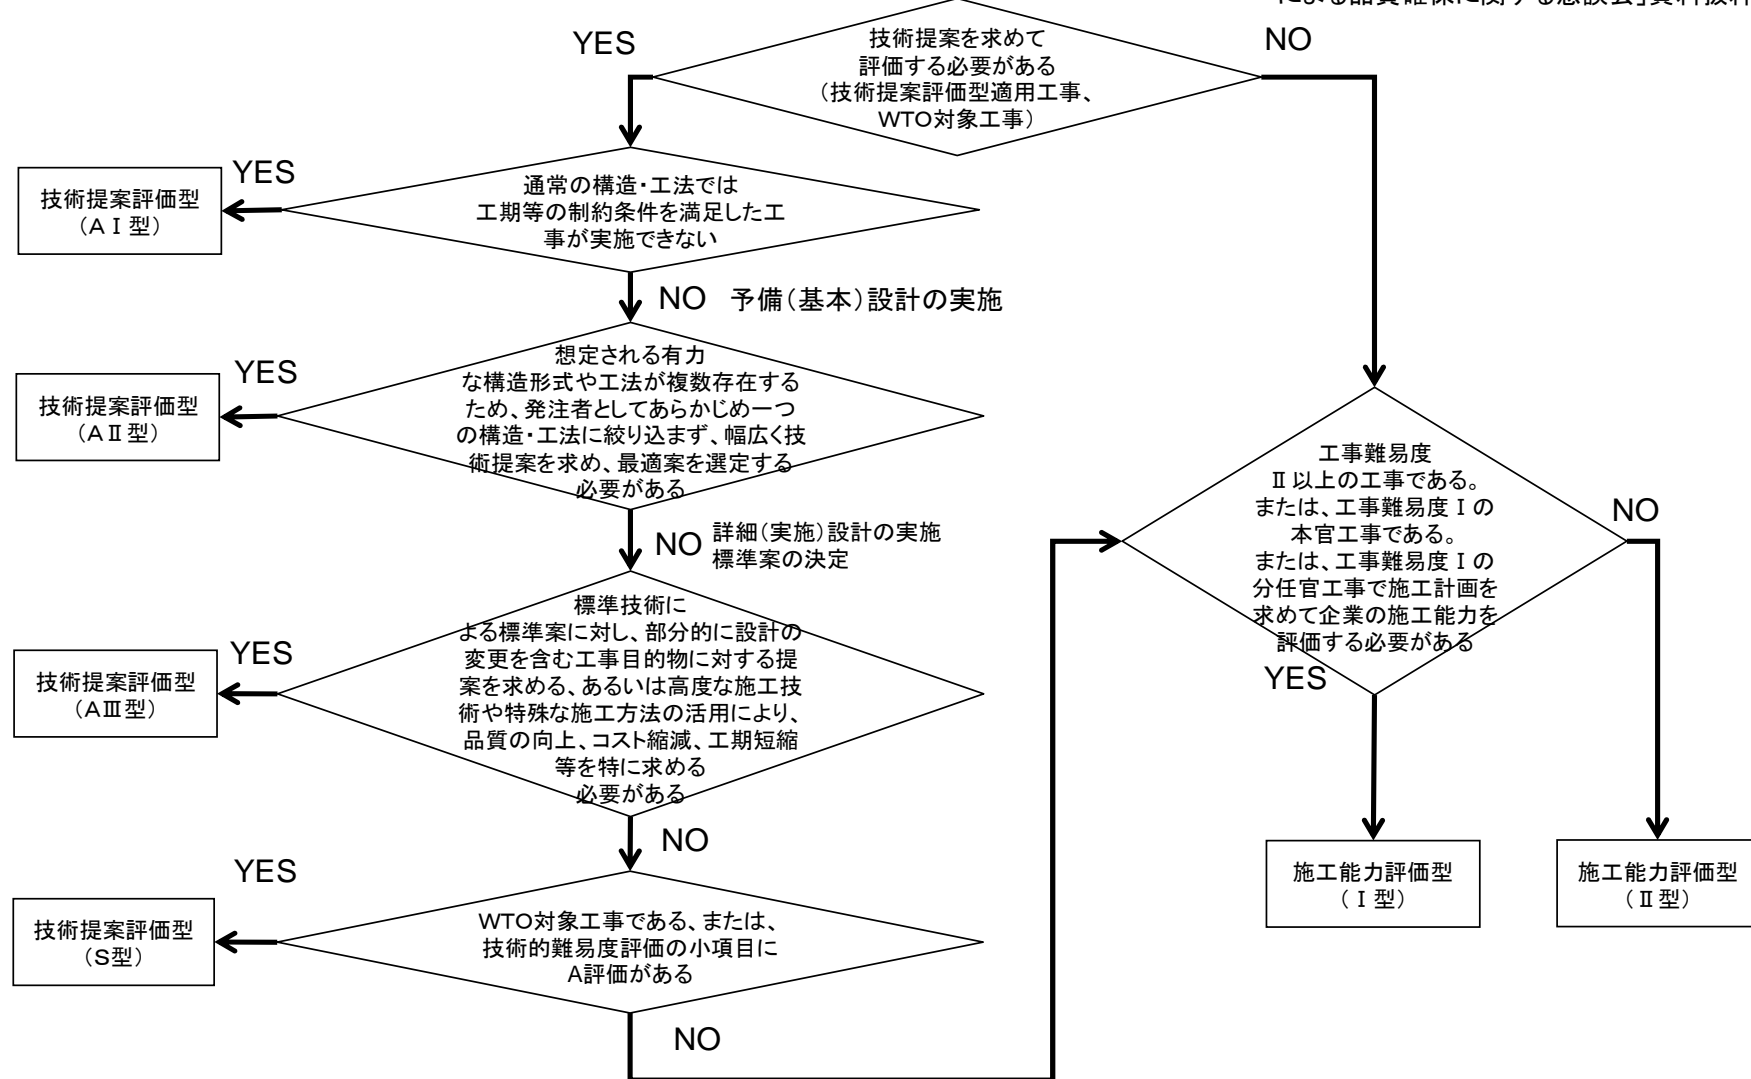 による品質確保に関する懇談会」資料抜粋
YES
技術提案を求めて
評価する必要がある
（技術提案評価型適用工事、
WTO対象工事）
NO
技術提案評価型
（AⅠ型）
YES
通常の構造・工法では
工期等の制約条件を満足した工
事が実施できない
NO
予備（基本）設計の実施
技術提案評価型
（AⅡ型）
YES
想定される有力
な構造形式や工法が複数存在する
ため、発注者としてあらかじめ一つ
の構造・工法に絞り込まず、幅広く技
術提案を求め、最適案を選定する
必要がある
NO
詳細（実施）設計の実施
標準案の決定
技術提案評価型
（AⅢ型）
YES
標準技術に
よる標準案に対し、部分的に設計の
変更を含む工事目的物に対する提
案を求める、あるいは高度な施工技
術や特殊な施工方法の活用により、
品質の向上、コスト縮減、工期短縮
等を特に求める
必要がある
NO
技術提案評価型
（S型）
YES
WTO対象工事である、または、
技術的難易度評価の小項目に
A評価がある
NO
工事難易度
Ⅱ以上の工事である。
または、工事難易度Ⅰの
本官工事である。
または、工事難易度Ⅰの
分任官工事で施工計画を
求めて企業の施工能力を
評価する必要がある
YES
NO
施工能力評価型
（Ⅰ型）
施工能力評価型
（Ⅱ型）